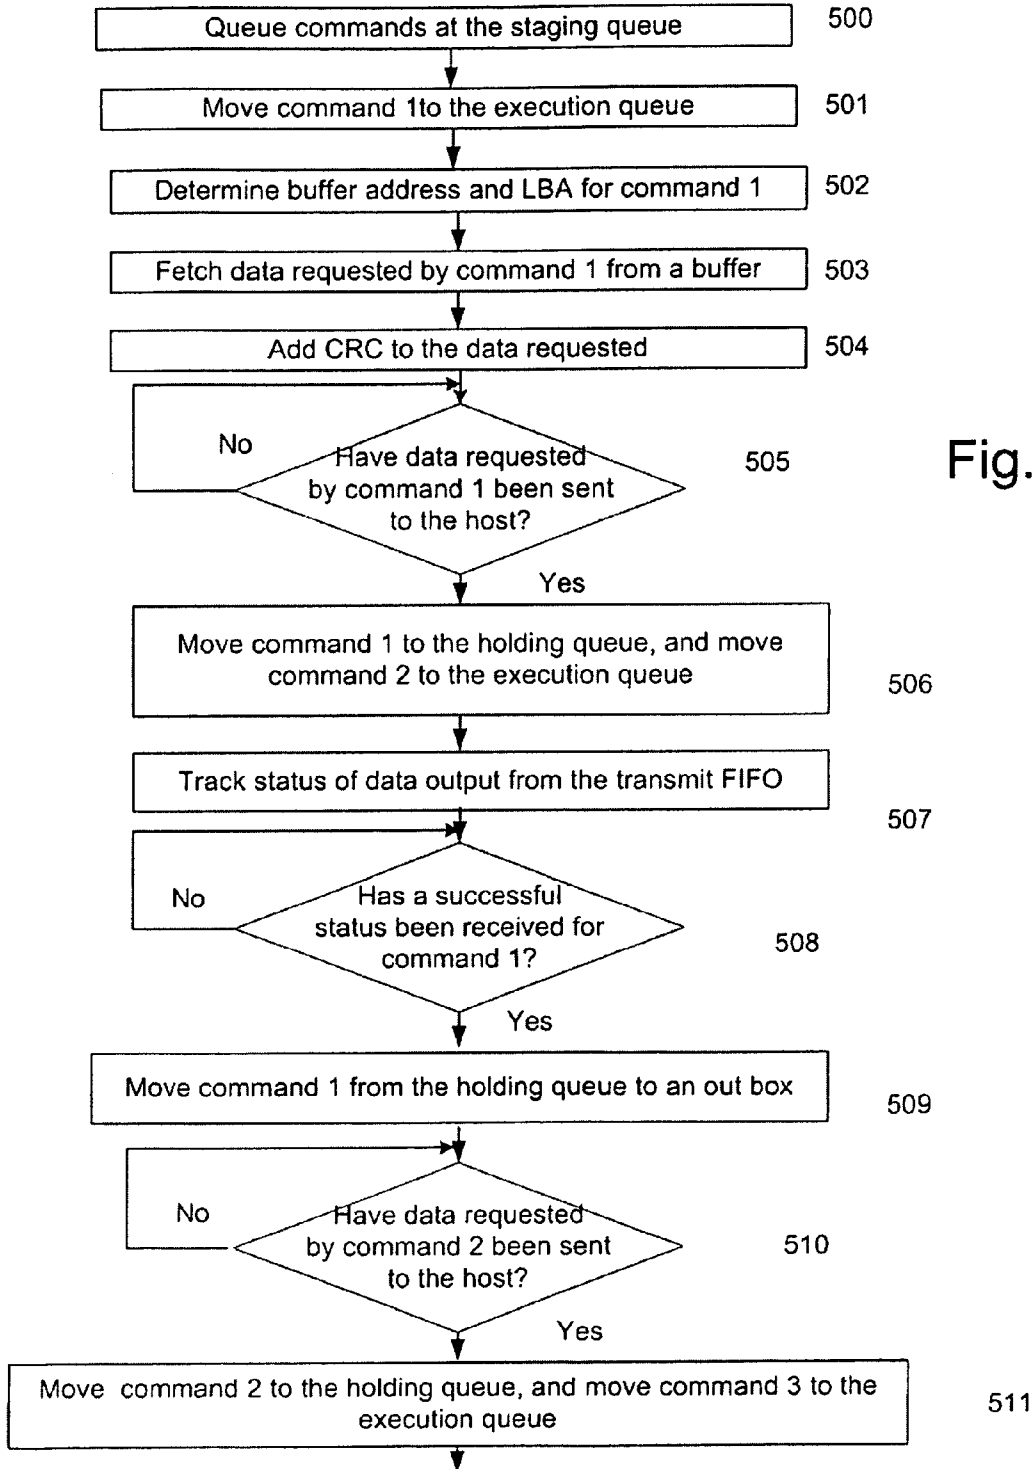 Queue commands at the staging queue
500
Move command 1to the execution queue
501
Determine buffer address and LBA for command 1
502
Fetch data requested by command 1 from a buffer
503
Add CRC to the data requested
504
No
Have data requested
by command 1 been sent
to the host?
505
Fig.
Yes
Move command 1 to the holding queue, and move
command 2 to the execution queue
506
Track status of data output from the transmit FIFO
507
No
Has a successful
status been received for
command 1?
508
Yes
Move command 1 from the holding queue to an out box
509
No
Have data requested
by command 2 been sent
to the host?
510
Yes
Move command 2 to the holding queue, and move command 3 to the
execution queue
511